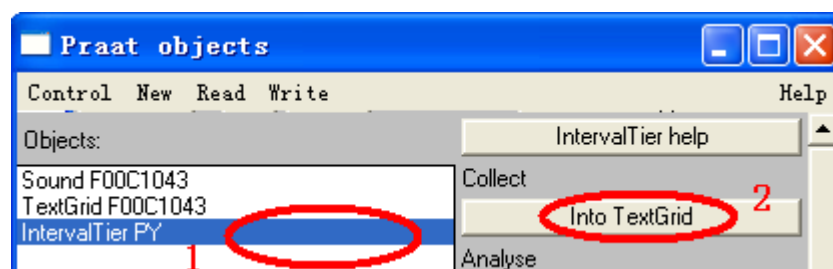 Praat objects
Control New Read Write Help
Objects:
IntervalTier help
Sound F00C1043
TextGrid F00C1043
IntervalTier PY
1
Collect
Into TextGrid
2
Analyse